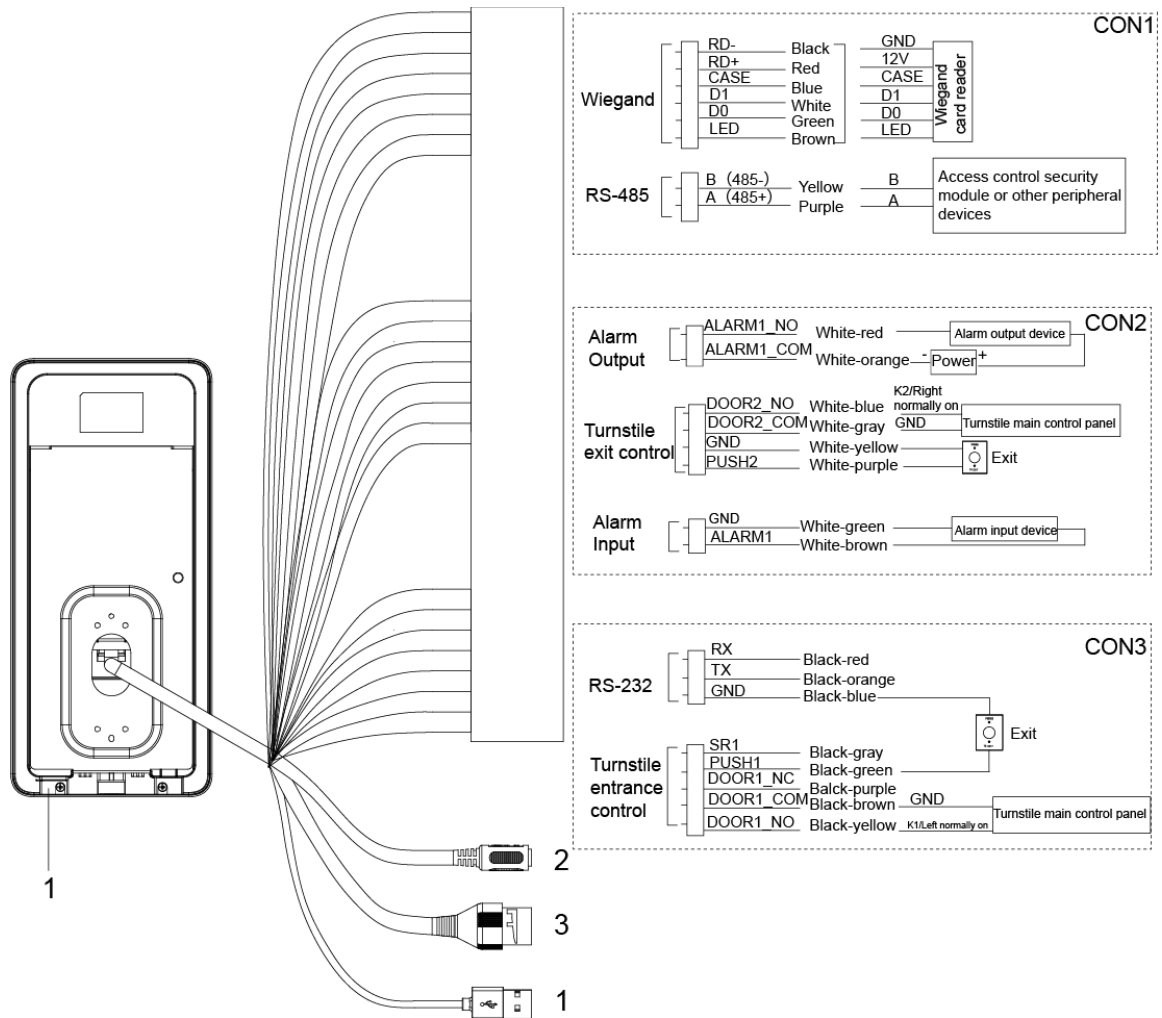 CON1
Wiegand
RD- Black GND
RD+ Red 12V
CASE Blue CASE
D1 White D1
D0 Green D0
LED Brown LED
Wiegand
card reader
RS-485
B (485-) Yellow B
A (485+) Purple A
Access control security
module or other peripheral
devices
CON2
Alarm
Output
ALARM1_NO White-red Alarm output device
ALARM1_COM White-orange - Power +
Turnstile
exit control
K2/Right
normally on
DOOR2_NO White-blue
DOOR2_COM White-gray GND Turnstile main control panel
GND White-yellow
PUSH2 White-purple
Exit
Alarm
Input
GND White-green Alarm input device
ALARM1 White-brown
CON3
RS-232
RX Black-red
TX Black-orange
GND Black-blue
Exit
Turnstile
entrance
control
SR1 Black-gray
PUSH1 Black-green
DOOR1_NC Balck-purple
DOOR1_COM Black-brown GND
DOOR1_NO Black-yellow K1/Left normally on
Turnstile main control panel
1
2
3
1